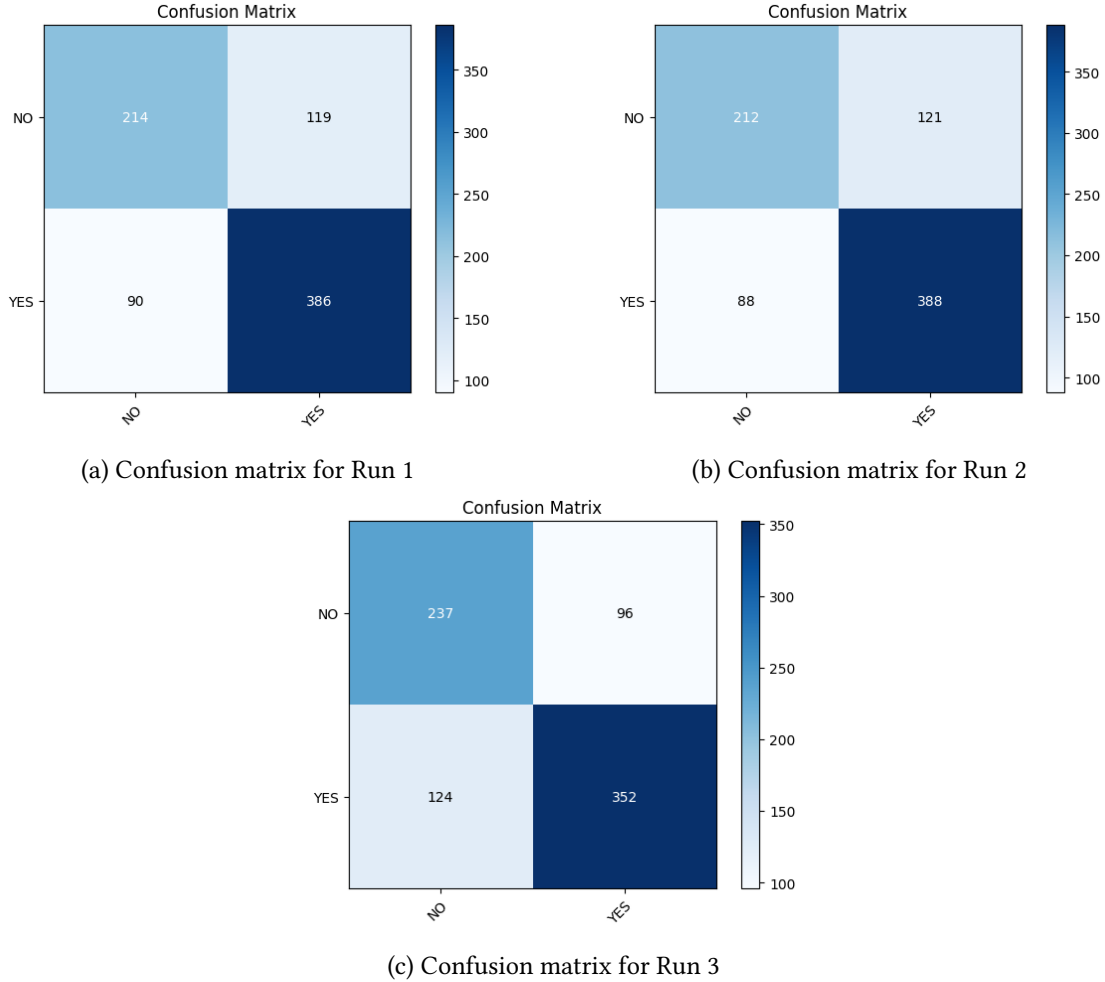 Confusion Matrix
NO
214
119
YES
90
386
NO
YES
350
300
250
200
150
100
(a) Confusion matrix for Run 1
Confusion Matrix
NO
212
121
YES
88
388
NO
YES
350
300
250
200
150
100
(b) Confusion matrix for Run 2
Confusion Matrix
NO
237
96
YES
124
352
NO
YES
350
300
250
200
150
100
(c) Confusion matrix for Run 3